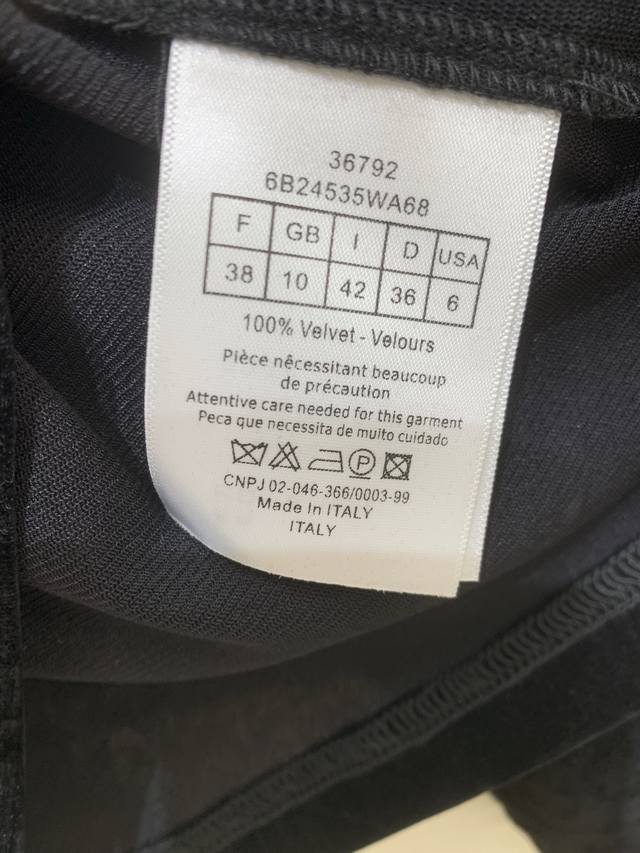 36792
6B24535WA68
F GB I D USA
38 10 42 36 6
100% Velvet - Velours
Pièce nêcessitant beaucoup
de précaution
Attentive care needed for this garment
Peca que necessita de muito cuidado
P
CNPJ 02-046-366/0003-99
Made In ITALY
ITALY